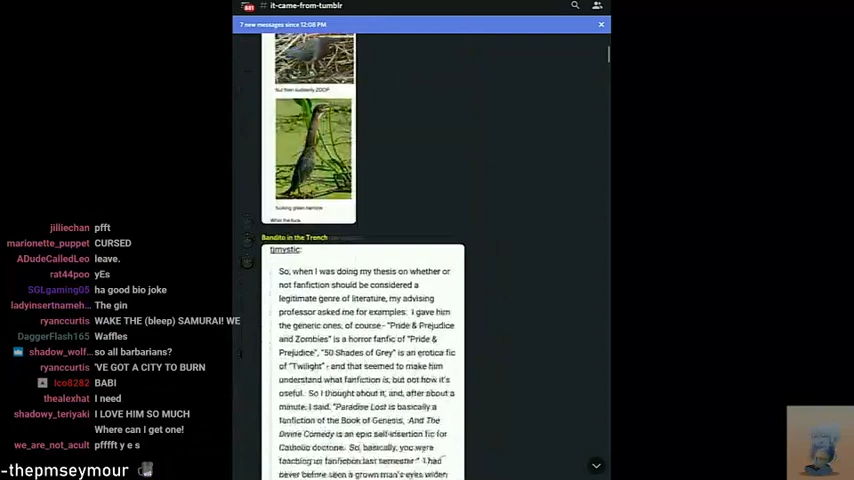 841 # it-came-from-tumblr
7 new messages since 12:08 PM
but then suddenly ZOOP
fucking green herons
What the fuck.
Bandito in the Trench
tjmystic:
So, when I was doing my thesis on whether or
not fanfiction should be considered a
legitimate genre of literature, my advising
professor asked me for examples. I gave him
the generic ones, of course - "Pride & Prejudice
and Zombies" is a horror fanfic of "Pride &
Prejudice", "50 Shades of Grey" is an erotica fic
of "Twilight" - and that seemed to make him
understand what fanfiction is, but not how it's
useful. So I thought about it, and, after about a
minute, I said, "Paradise Lost is basically a
fanfiction of the Book of Genesis. And The
Divine Comedy is an epic self-insertion fic for
Catholic doctrine. So, basically, you were
teaching us fanfiction last semester." I had
never before seen a grown man's eyes widen
jilliechan pfft
marionette_puppet CURSED
ADudeCalledLeo leave.
rat44poo yEs
SGLgaming05 ha good bio joke
ladyinsertnameh... The gin
ryanccurtis WAKE THE (bleep) SAMURAI! WE
DaggerFlash165 Waffles
shadow_wolf... so all barbarians?
ryanccurtis 'VE GOT A CITY TO BURN
Ico8282 BABI
thealexhat I need
shadowy_teriyaki I LOVE HIM SO MUCH
Where can I get one!
we_are_not_acult pfffft y e s
-thepmseymour